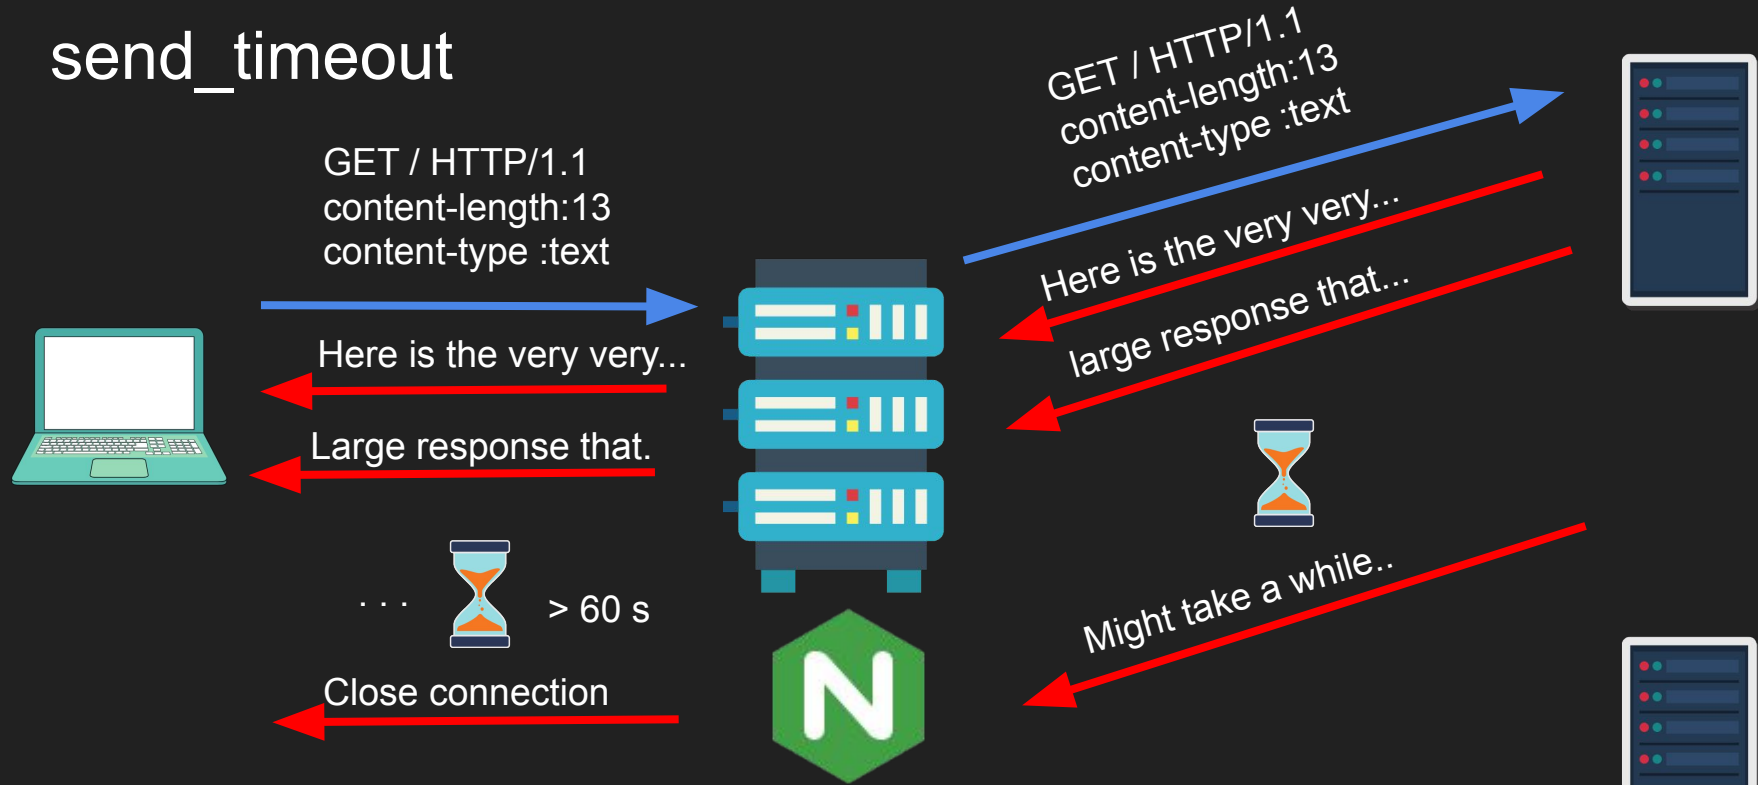 send_timeout
GET / HTTP/1.1
content-length:13
content-type :text
GET / HTTP/1.1
content-length:13
content-type :text
Here is the very very...
large response that...
Here is the very very...
Large response that.
. . .
> 60 s
Might take a while..
Close connection
N